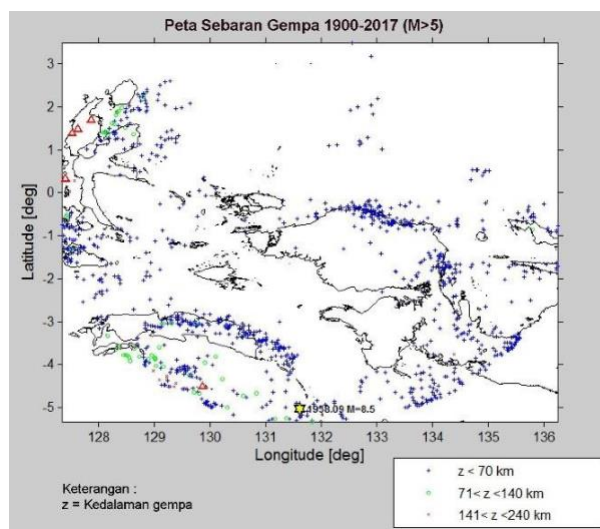 Peta Sebaran Gempa 1900-2017 (M>5)
3
2
1
0
-1
-2
-3
-4
-5
Latitude [deg]
1938.09 M=8.5
128 129 130 131 132 133 134 135 136
Longitude [deg]
Keterangan :
z = Kedalaman gempa
z < 70 km
71< z <140 km
141< z <240 km